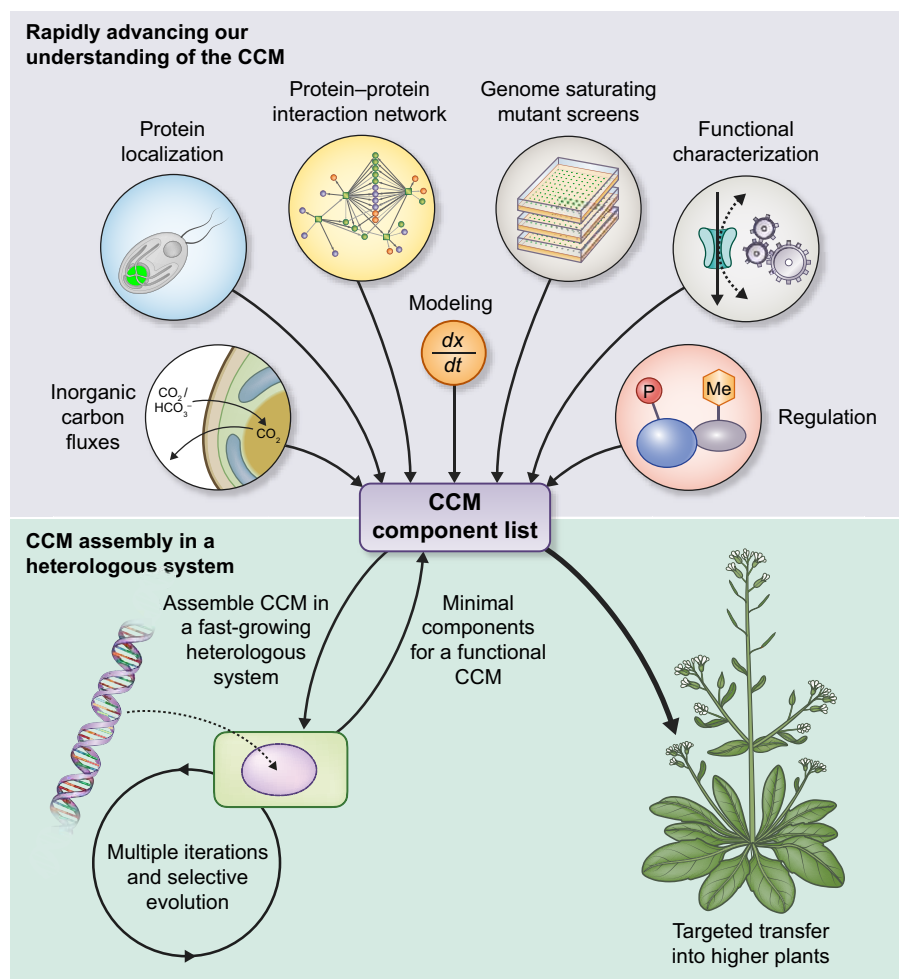 Rapidly advancing our
understanding of the CCM
Protein–protein
interaction network
Genome saturating
mutant screens
Protein
localization
Functional
characterization
Modeling
dx
dt
Inorganic
carbon
fluxes
CO₂/
HCO₃⁻
CO₂
P
Me
Regulation
CCM
component list
CCM assembly in a
heterologous system
Assemble CCM in
a fast-growing
heterologous
system
Minimal
components
for a functional
CCM
Multiple iterations
and selective
evolution
Targeted transfer
into higher plants